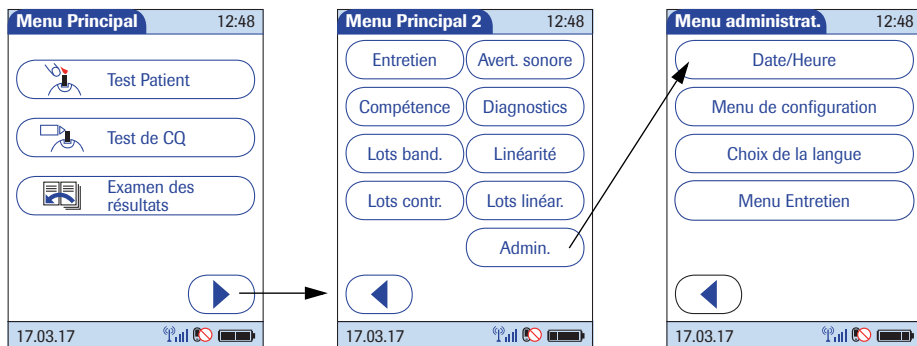 Menu Principal 12:48
Test Patient
Test de CQ
Examen des
résultats
17.03.17
Menu Principal 2 12:48
Entretien Avert. sonore
Compétence Diagnostics
Lots band. Linéarité
Lots contr. Lots linéar.
Admin.
17.03.17
Menu administrat. 12:48
Date/Heure
Menu de configuration
Choix de la langue
Menu Entretien
17.03.17